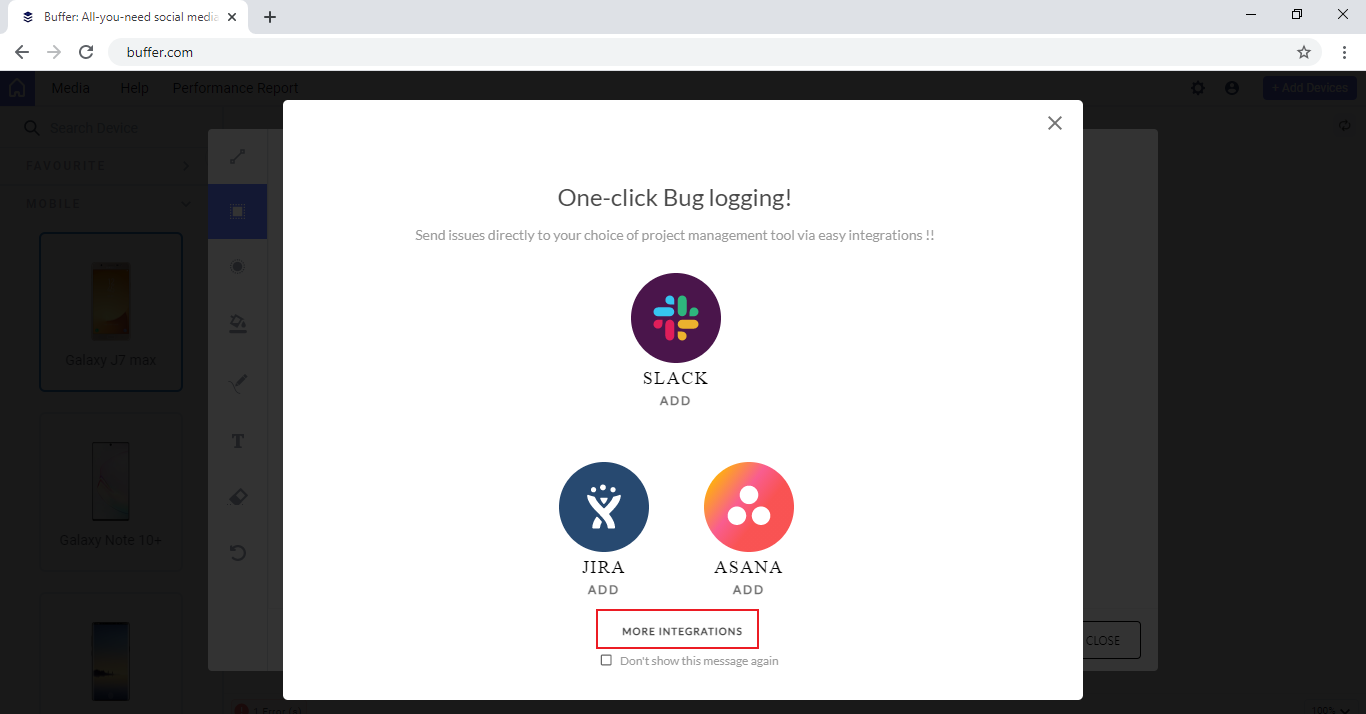 Buffer: All-you-need social media
buffer.com
Media Help Performance Report
+ Add Devices
Search Device
FAVOURITE
MOBILE
Galaxy J7 max
Galaxy Note 10+
T
One-click Bug logging!
Send issues directly to your choice of project management tool via easy integrations !!
SLACK
ADD
JIRA
ADD
ASANA
ADD
MORE INTEGRATIONS
Don't show this message again
CLOSE
1 Error (s)
100%